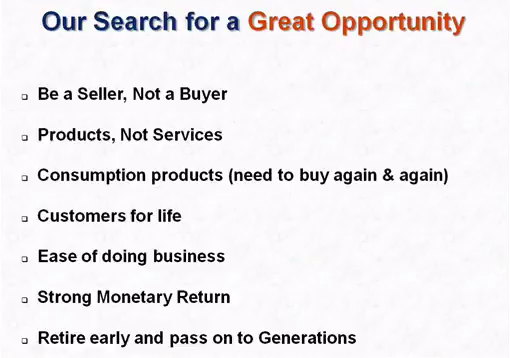 Our Search for a Great Opportunity
Be a Seller, Not a Buyer
Products, Not Services
Consumption products (need to buy again & again)
Customers for life
Ease of doing business
Strong Monetary Return
Retire early and pass on to Generations